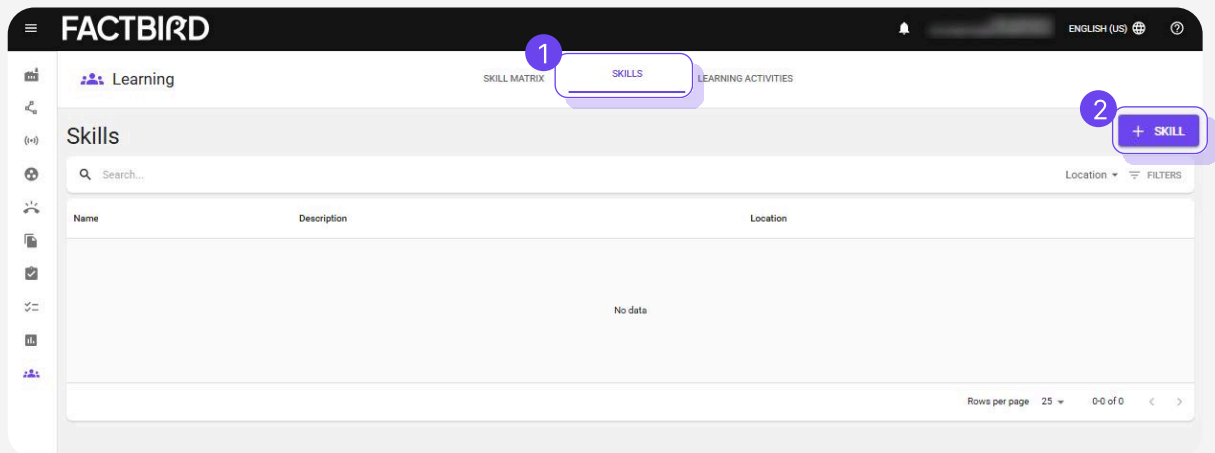 FACTBIRD
ENGLISH (US)
1
Learning
SKILL MATRIX
SKILLS
LEARNING ACTIVITIES
2
Skills
+ SKILL
Search...
Location
FILTERS
Name
Description
Location
No data
Rows per page
25
0-0 of 0